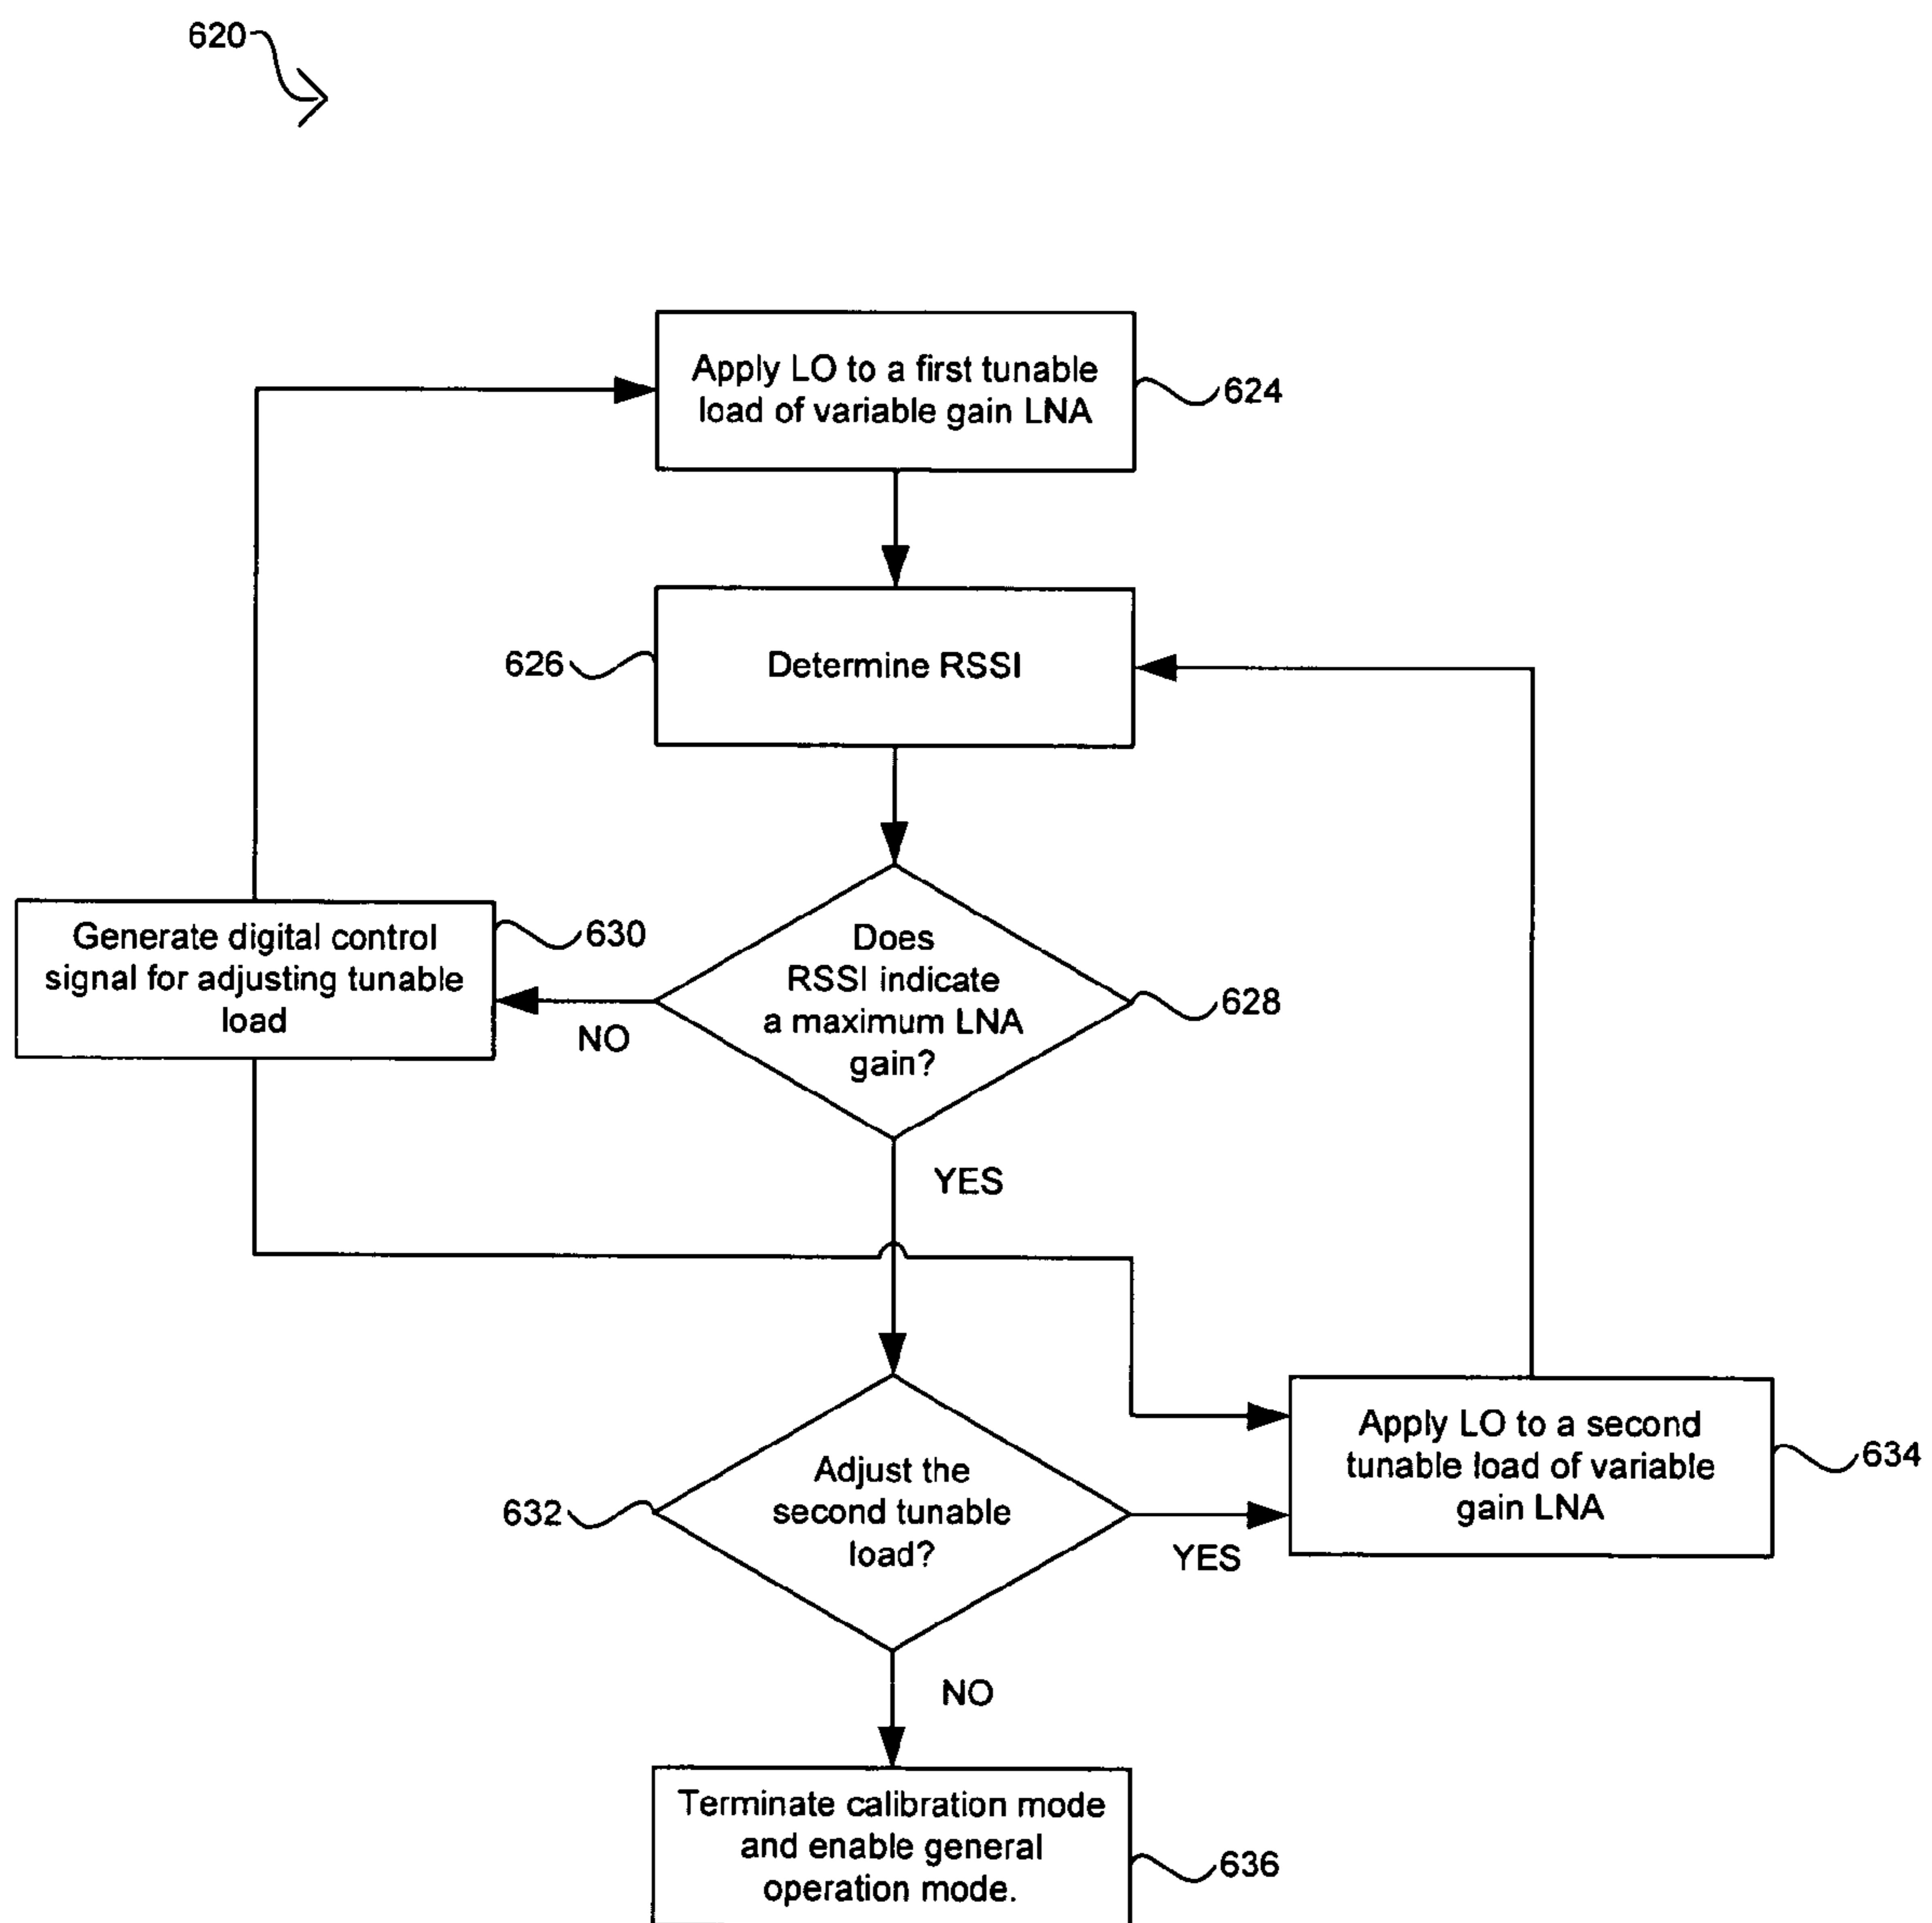 620
Apply LO to a first tunable
load of variable gain LNA
624
626
Determine RSSI
Generate digital control
signal for adjusting tunable
load
630
Does
RSSI indicate
a maximum LNA
gain?
628
NO
YES
632
Adjust the
second tunable
load?
YES
Apply LO to a second
tunable load of variable
gain LNA
634
NO
Terminate calibration mode
and enable general
operation mode.
636